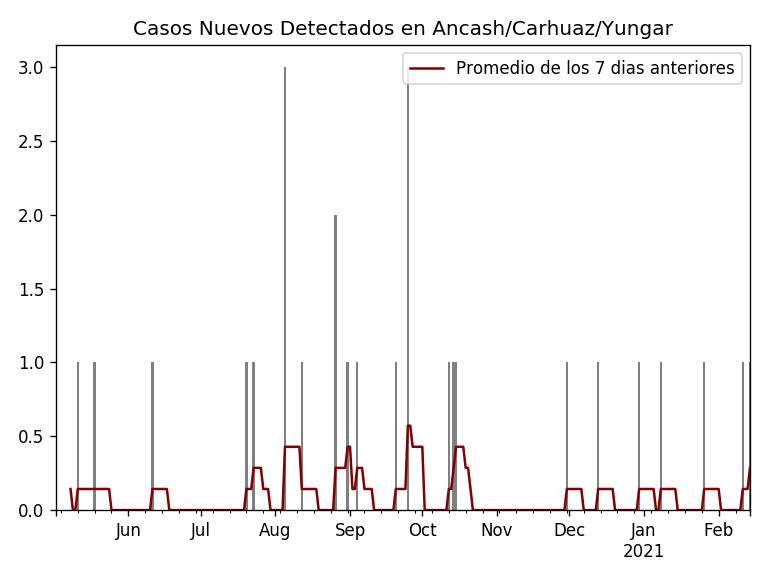 Casos Nuevos Detectados en Ancash/Carhuaz/Yungar
Promedio de los 7 dias anteriores
3.0
2.5
2.0
1.5
1.0
0.5
0.0
Jun Jul Aug Sep Oct Nov Dec Jan Feb
2021